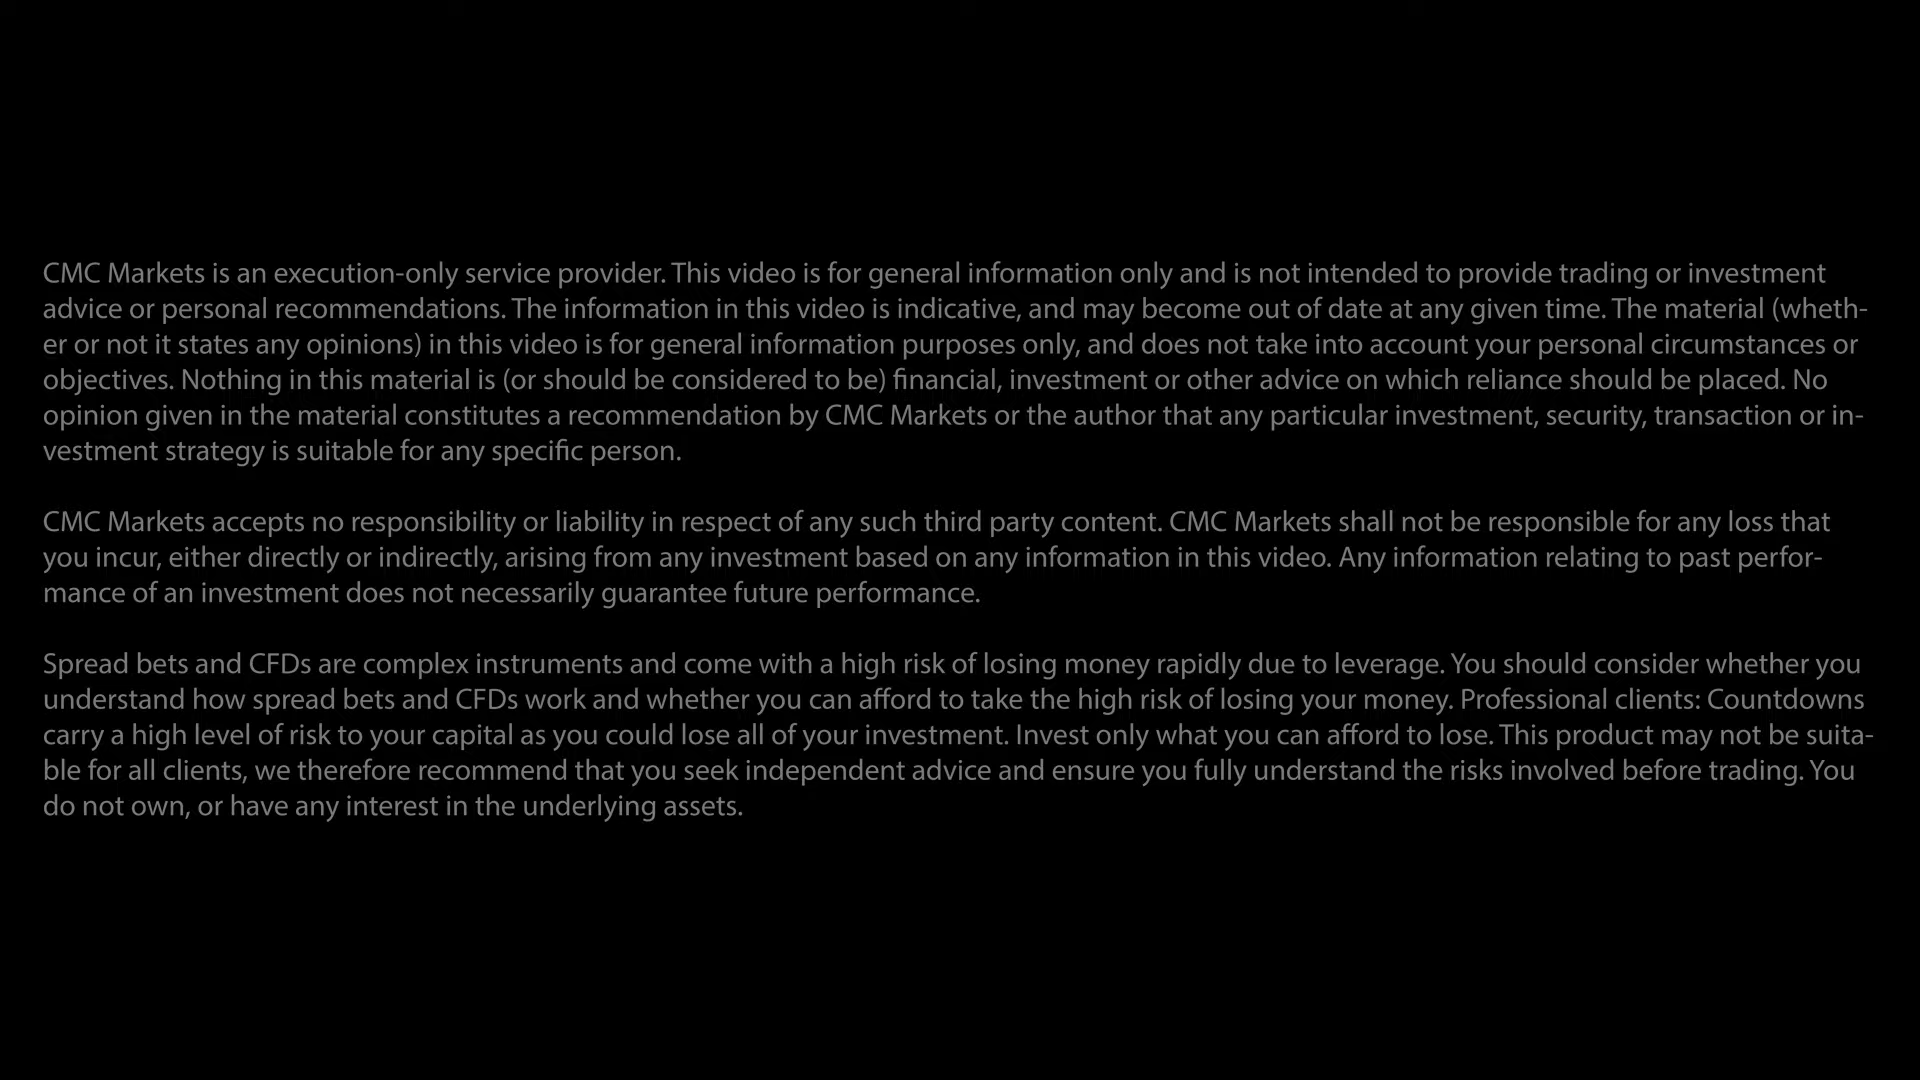 CMC Markets is an execution-only service provider. This video is for general information only and is not intended to provide trading or investment
advice or personal recommendations. The information in this video is indicative, and may become out of date at any given time. The material (wheth-
er or not it states any opinions) in this video is for general information purposes only, and does not take into account your personal circumstances or
objectives. Nothing in this material is (or should be considered to be) financial, investment or other advice on which reliance should be placed. No
opinion given in the material constitutes a recommendation by CMC Markets or the author that any particular investment, security, transaction or in-
vestment strategy is suitable for any specific person.

CMC Markets accepts no responsibility or liability in respect of any such third party content. CMC Markets shall not be responsible for any loss that
you incur, either directly or indirectly, arising from any investment based on any information in this video. Any information relating to past perfor-
mance of an investment does not necessarily guarantee future performance.

Spread bets and CFDs are complex instruments and come with a high risk of losing money rapidly due to leverage. You should consider whether you
understand how spread bets and CFDs work and whether you can afford to take the high risk of losing your money. Professional clients: Countdowns
carry a high level of risk to your capital as you could lose all of your investment. Invest only what you can afford to lose. This product may not be suita-
ble for all clients, we therefore recommend that you seek independent advice and ensure you fully understand the risks involved before trading. You
do not own, or have any interest in the underlying assets.